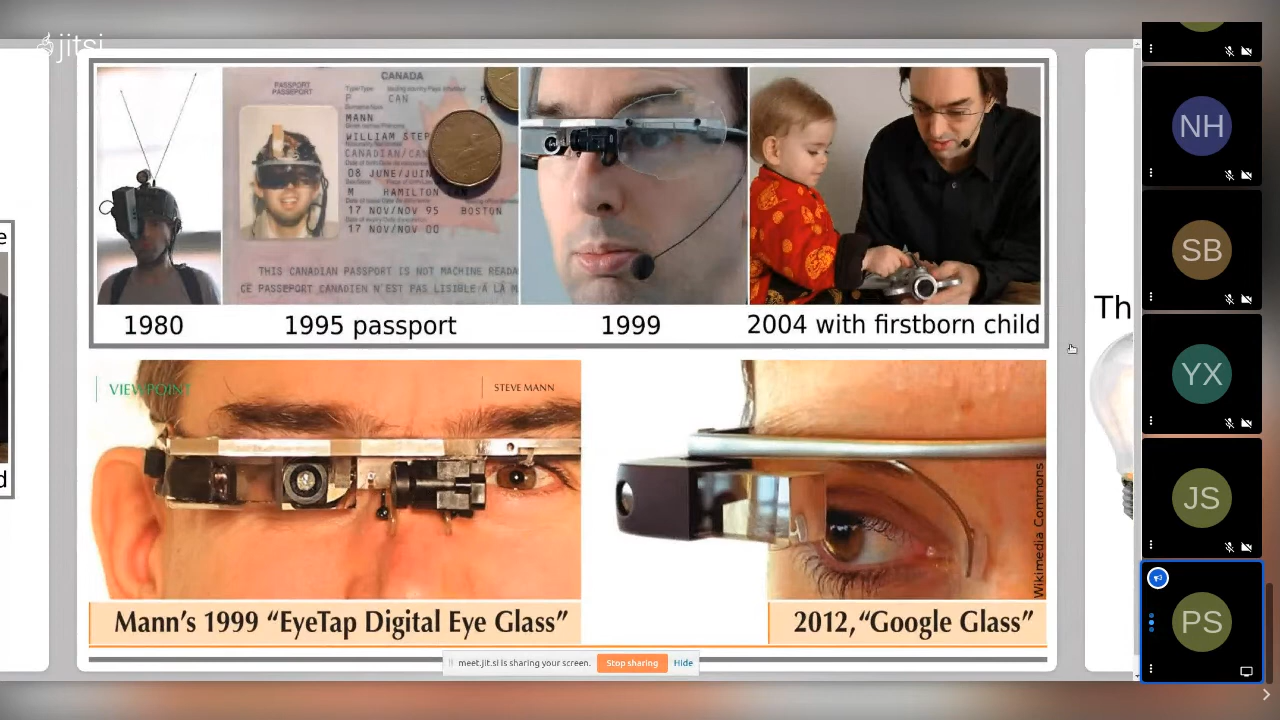 jitsi
CANADA
PASSPORT
PASSEPORT
P CAN
MANN
WILLIAM STEP
CANADIAN/CAN
08 JUNE/JUIN
M HAMILTON
17 NOV/NOV 95 BOSTON
17 NOV/NOV 00
THIS CANADIAN PASSPORT IS NOT MACHINE READA
CE PASSEPORT CANADIEN N'EST PAS LISIBLE À LA M
1980
1995 passport
1999
2004 with firstborn child
Th
e
d
VIEWPOINT
STEVE MANN
Wikimedia Commons
Mann's 1999 “EyeTap Digital Eye Glass”
2012, “Google Glass”
meet.jit.si is sharing your screen.
Stop sharing
Hide
NH
SB
YX
JS
PS